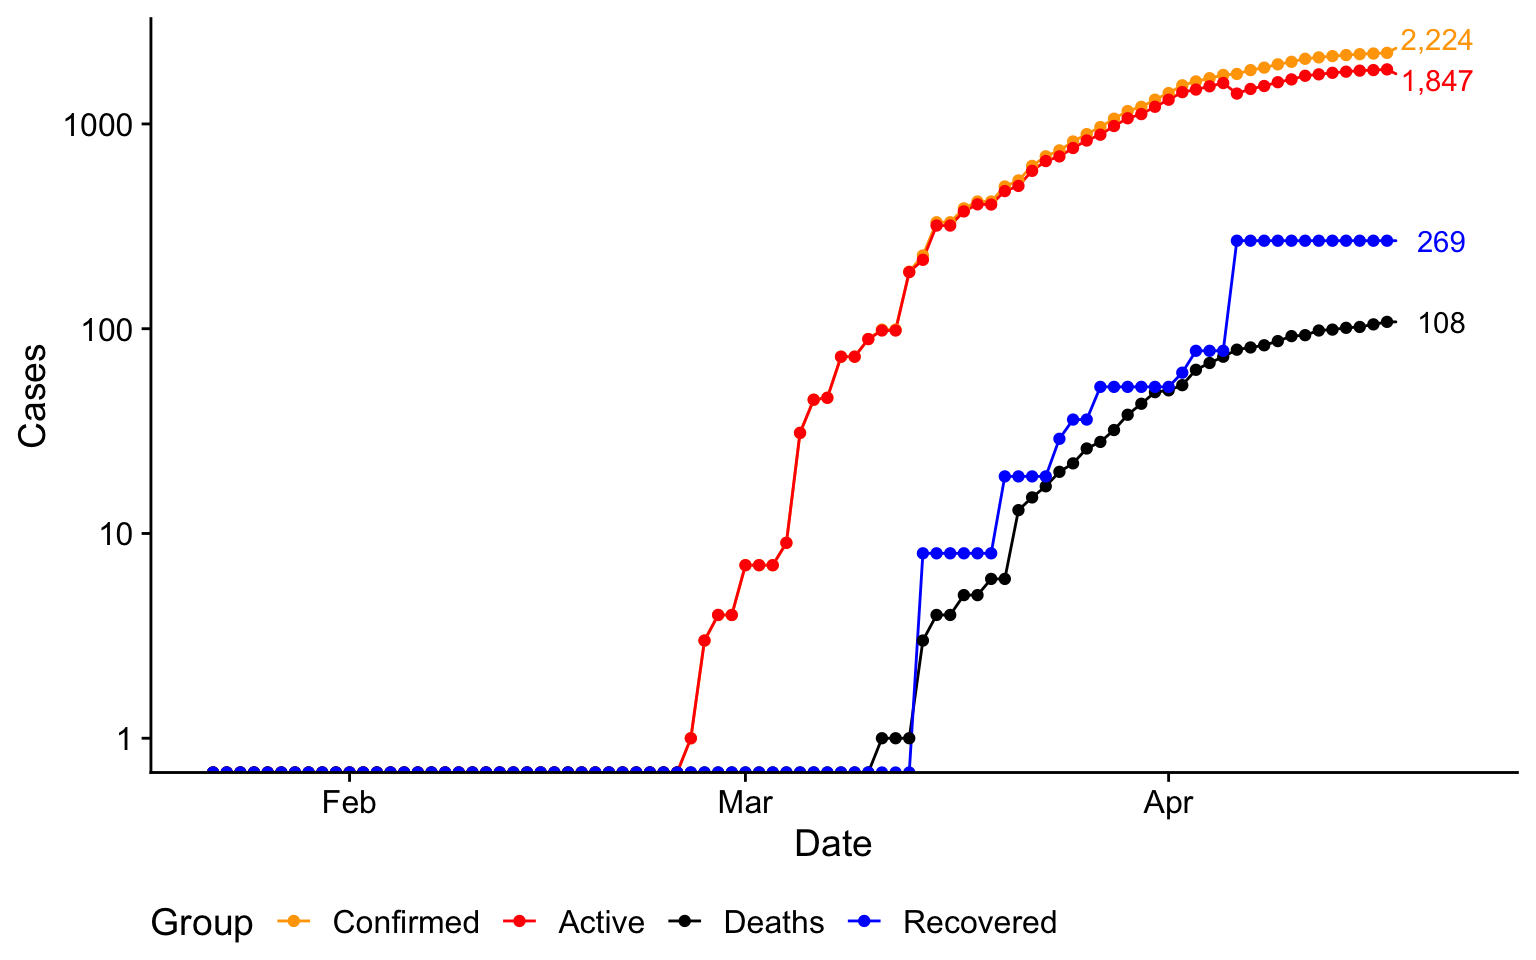 2,224
1,847
1000
269
100
108
10
1
Cases
Feb Mar Apr
Date
Group Confirmed Active Deaths Recovered